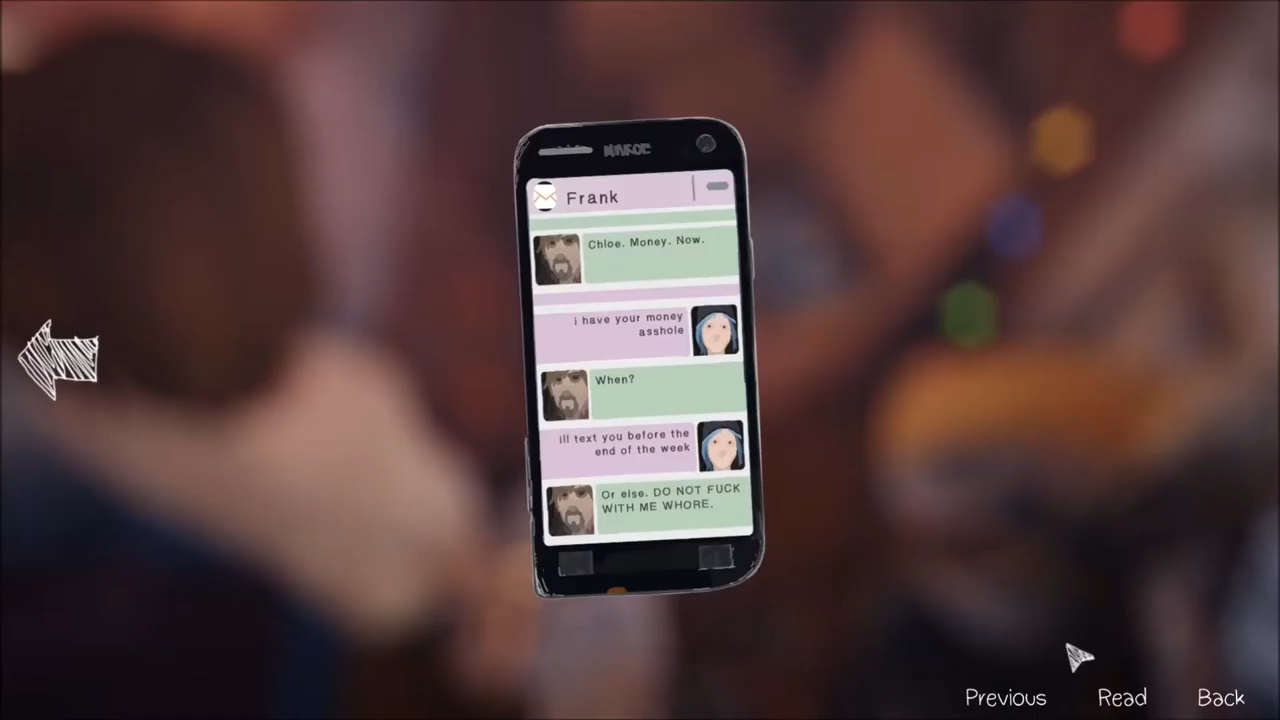 Frank
Chloe. Money. Now.
i have your money
asshole
When?
ill text you before the
end of the week
Or else. DO NOT FUCK
WITH ME WHORE.
Previous Read Back